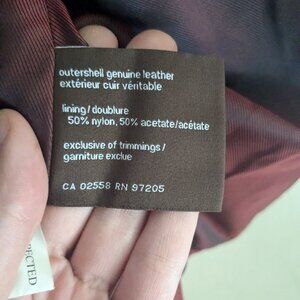 outershell genuine leather
extérieur cuir véritable
lining / doublure
50% nylon, 50% acetate/acétate
exclusive of trimmings /
garniture exclue
CA 02558 RN 97205